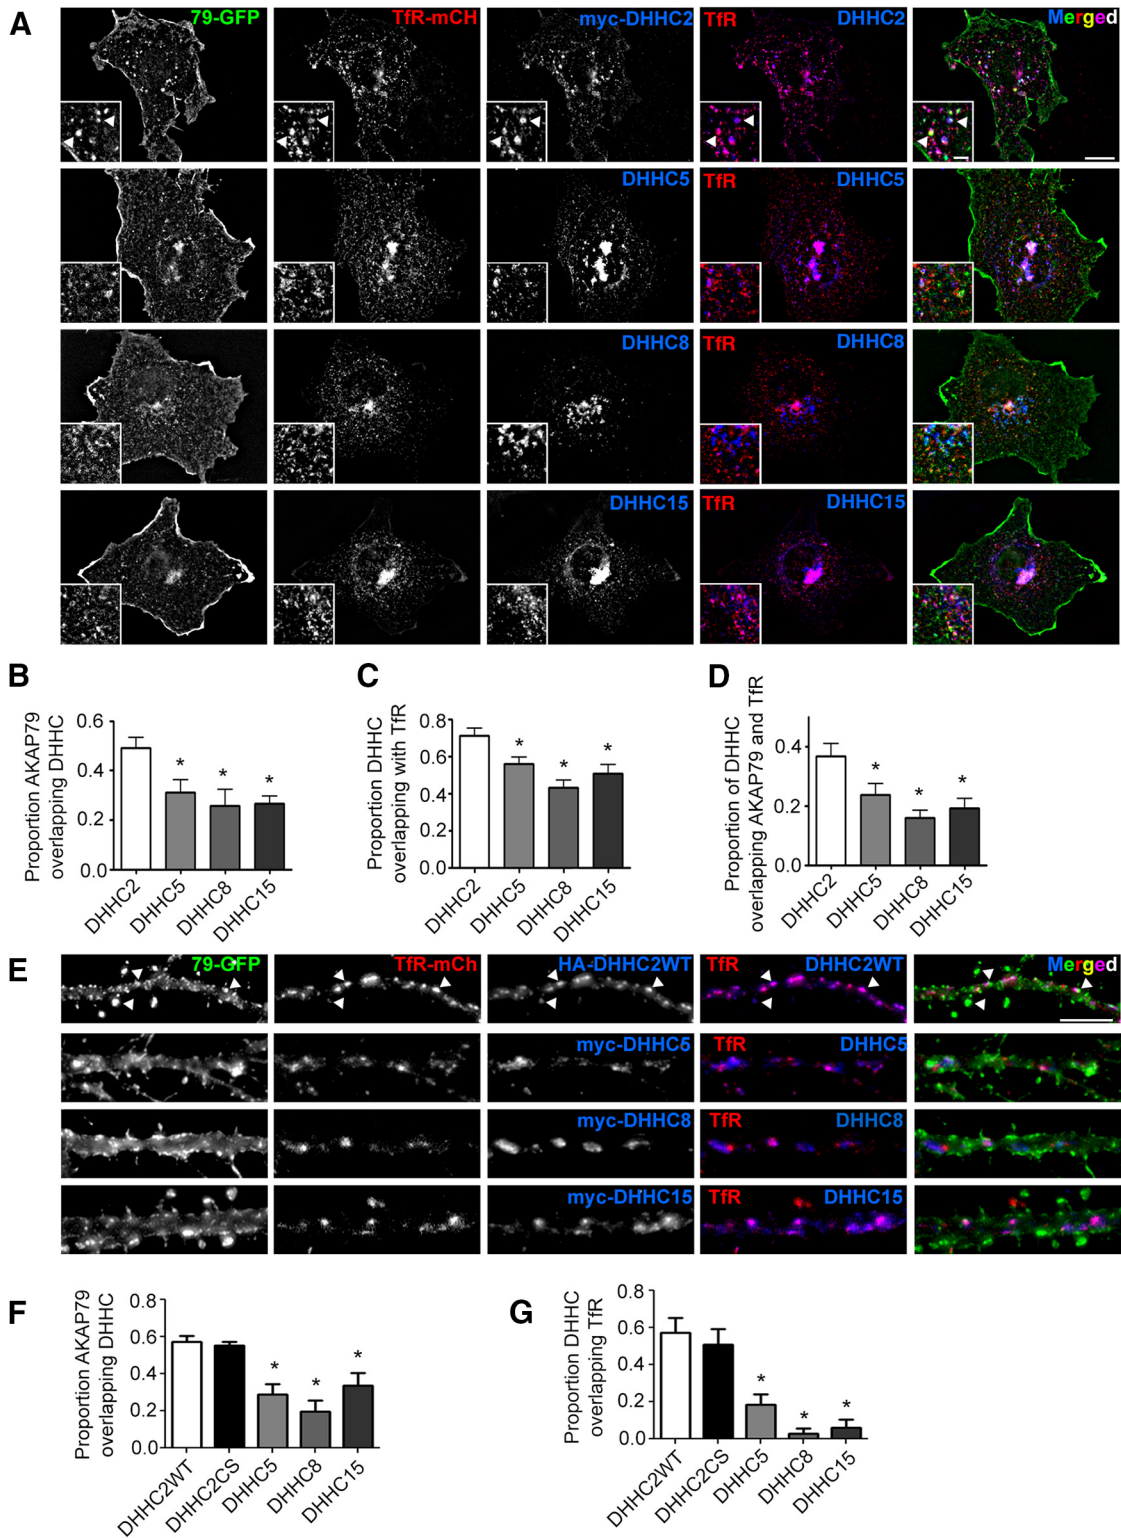 A
79-GFP
TfR-mCH
myc-DHHC2
TfR
DHHC2
Merged
DHHC5
TfR
DHHC5
DHHC8
TfR
DHHC8
DHHC15
TfR
DHHC15
B
Proportion AKAP79
overlapping DHHC
0.6
0.4
0.2
0.0
*
*
*
DHHC2
DHHC5
DHHC8
DHHC15
C
Proportion DHHC
overlapping with TfR
0.8
0.6
0.4
0.2
0.0
*
*
*
DHHC2
DHHC5
DHHC8
DHHC15
D
Proportion of DHHC
overlapping AKAP79 and TfR
0.4
0.2
0.0
*
*
*
DHHC2
DHHC5
DHHC8
DHHC15
E
79-GFP
TfR-mCh
HA-DHHC2WT
TfR
DHHC2WT
Merged
myc-DHHC5
TfR
DHHC5
myc-DHHC8
TfR
DHHC8
myc-DHHC15
TfR
DHHC15
F
Proportion AKAP79
overlapping DHHC
0.8
0.6
0.4
0.2
0.0
*
*
*
DHHC2WT
DHHC2CS
DHHC5
DHHC8
DHHC15
G
Proportion DHHC
overlapping TfR
0.8
0.6
0.4
0.2
0.0
*
*
*
DHHC2WT
DHHC2CS
DHHC5
DHHC8
DHHC15